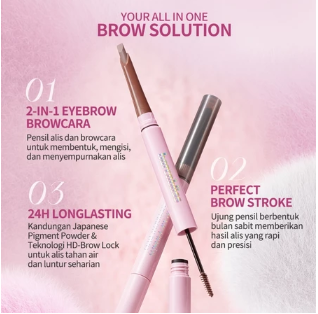 YOUR ALL IN ONE
BROW SOLUTION
01
2-IN-1 EYEBROW
BROWCARA
Pensil alis dan browcara
untuk membentuk, mengisi,
dan menyempurnakan alis
02
PERFECT
BROW STROKE
Ujung pensil berbentuk
bulan sabit memberikan
hasil alis yang rapi
dan presisi
03
24H LONGLASTING
Kandungan Japanese
Pigment Powder &
Teknologi HD-Brow Lock
untuk alis tahan air
dan luntur seharian